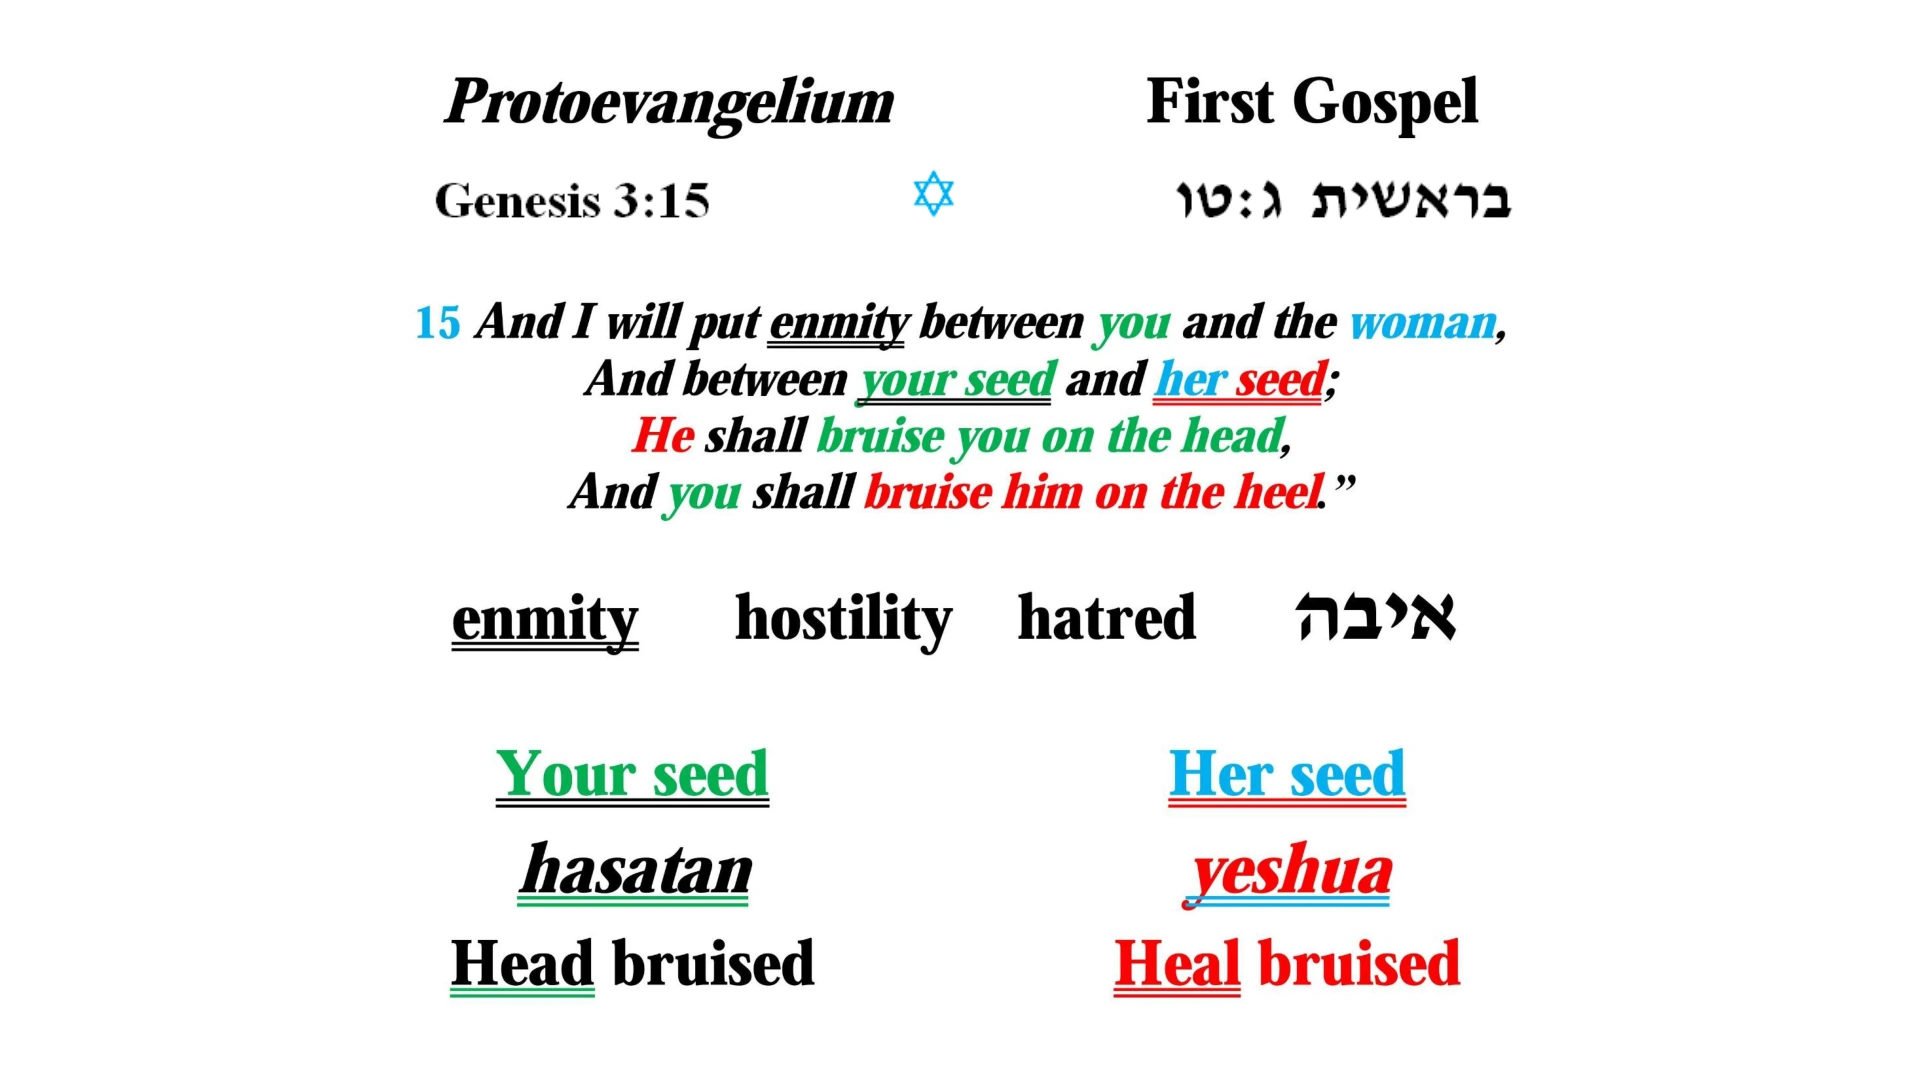 Protoevangelium First Gospel
Genesis 3:15 ✡ בראשית ג:טו
15 And I will put enmity between you and the woman,
And between your seed and her seed;
He shall bruise you on the head,
And you shall bruise him on the heel.”
enmity hostility hatred איבה
Your seed Her seed
hasatan yeshua
Head bruised Heal bruised